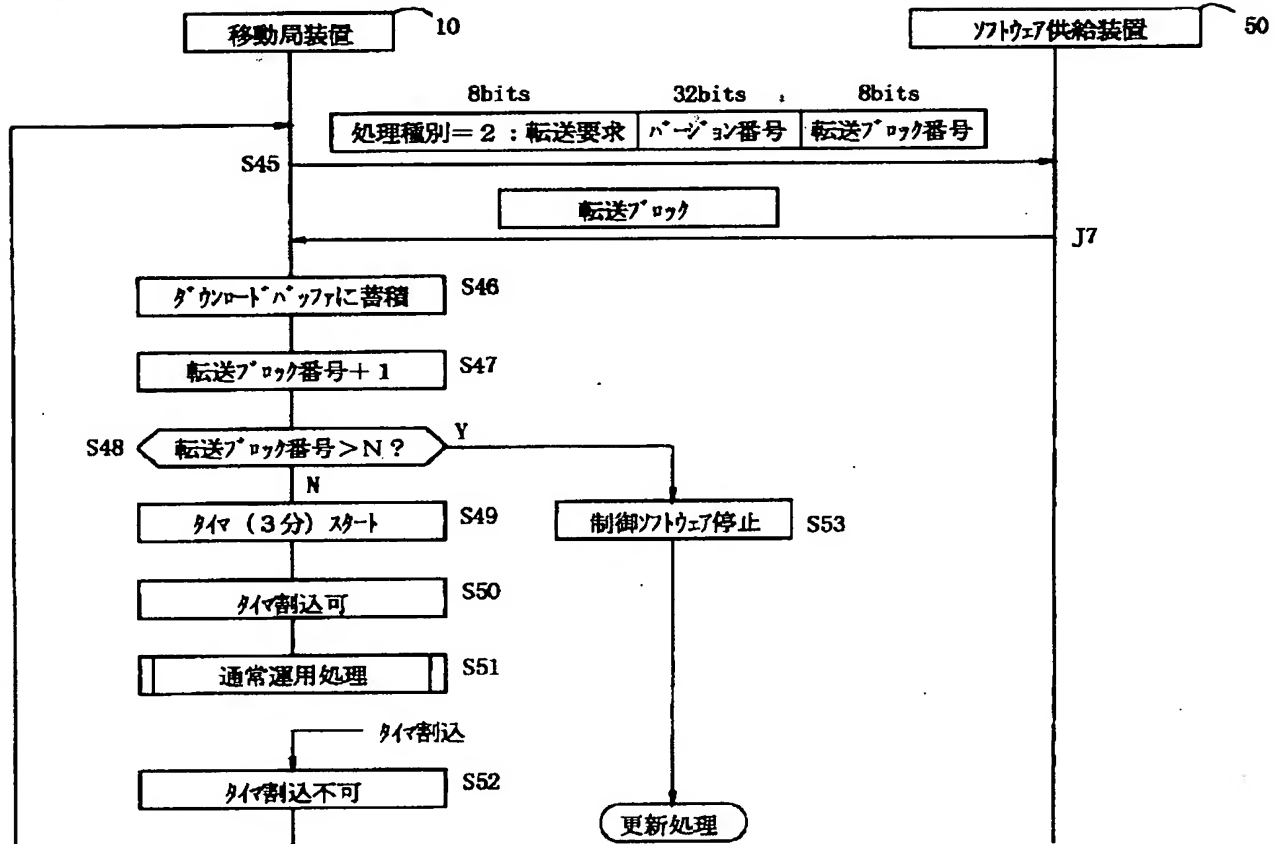 移動局装置 10
ソフトウェア供給装置 50
8bits 32bits 8bits
処理種別=2:転送要求 バージョン番号 転送ブロック番号
S45
転送ブロック
J7
ダウンロードバッファに蓄積 S46
転送ブロック番号+1 S47
S48 転送ブロック番号>N? Y
N
タイマ(3分)スタート S49
制御ソフトウェア停止 S53
タイマ割込可 S50
通常運用処理 S51
タイマ割込
タイマ割込不可 S52
更新処理